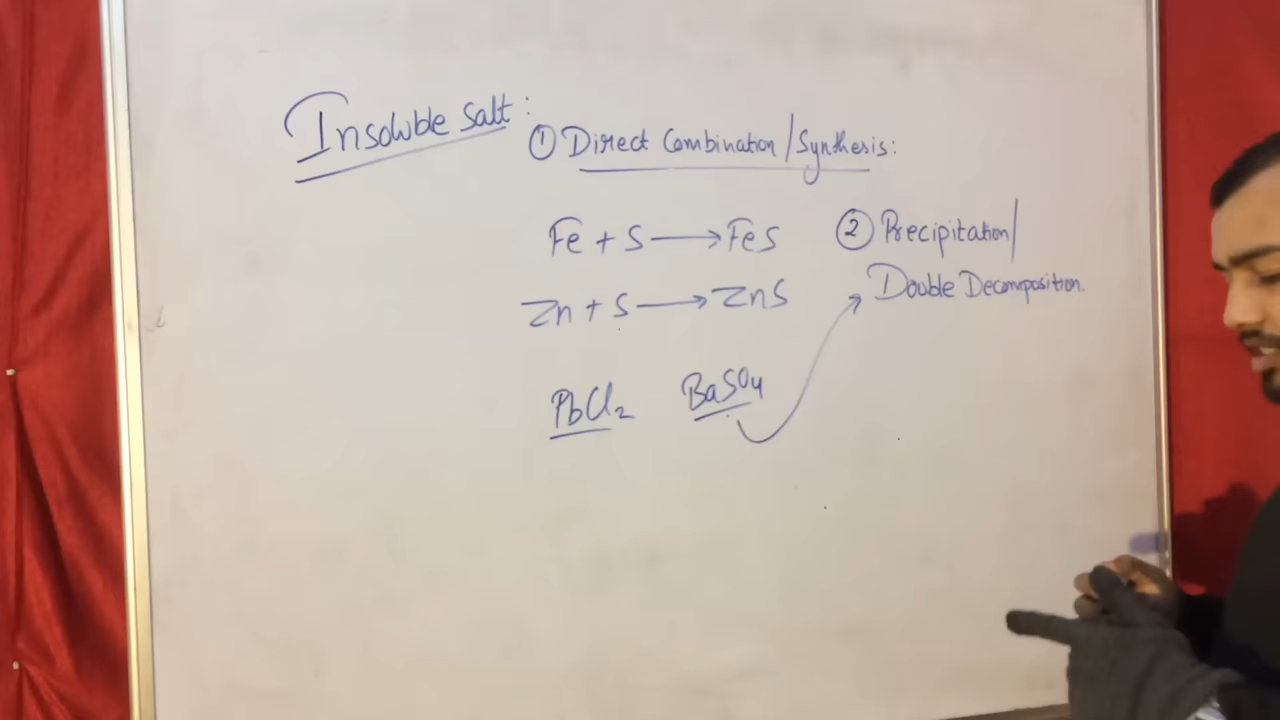 Insoluble Salt:
① Direct Combination/Synthesis:
Fe + S → FeS
Zn + S → ZnS
② Precipitation/
Double Decomposition.
PbCl₂ BaSO₄